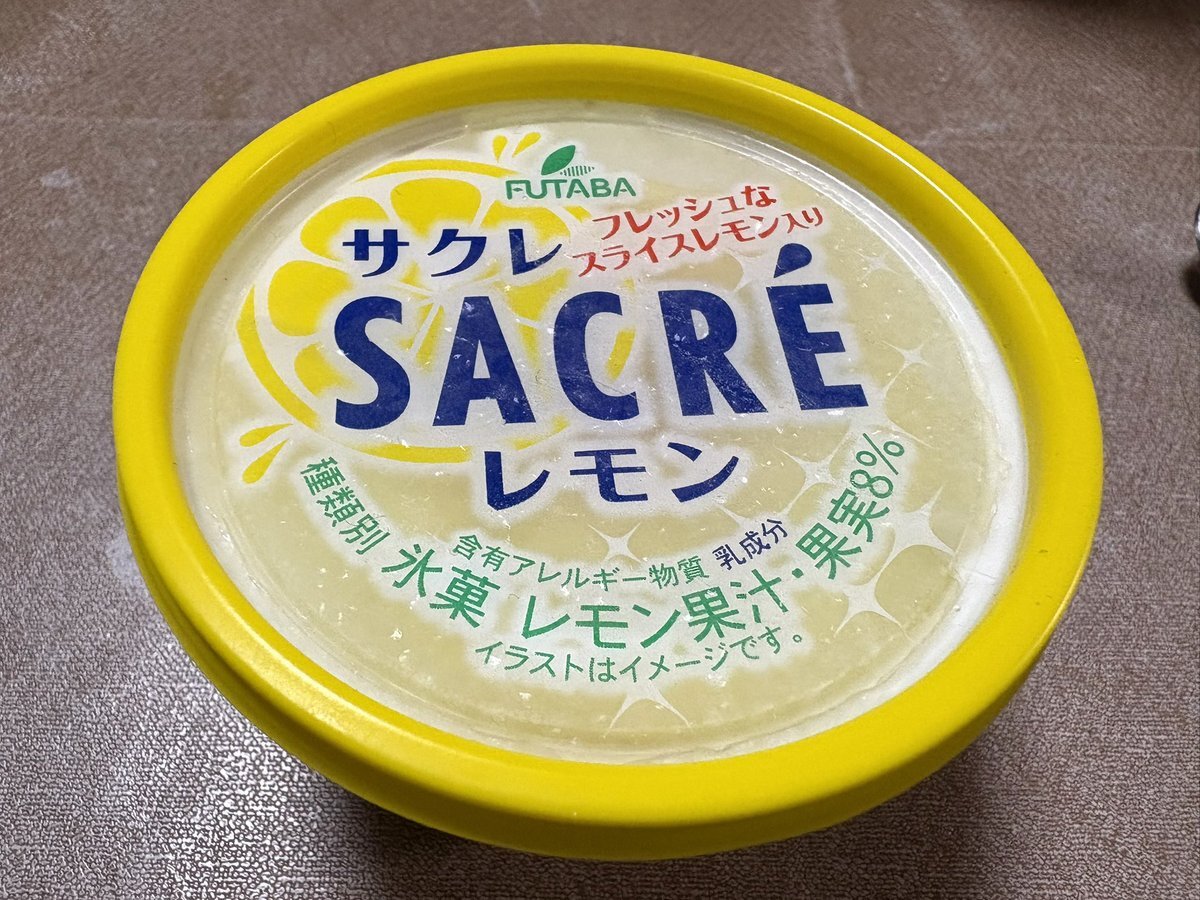 FUTABA
フレッシュな
スライスレモン入り
サクレ
SACRÉ
レモン
種類別 氷菓 レモン果汁・果実8%
含有アレルギー物質 乳成分
イラストはイメージです。